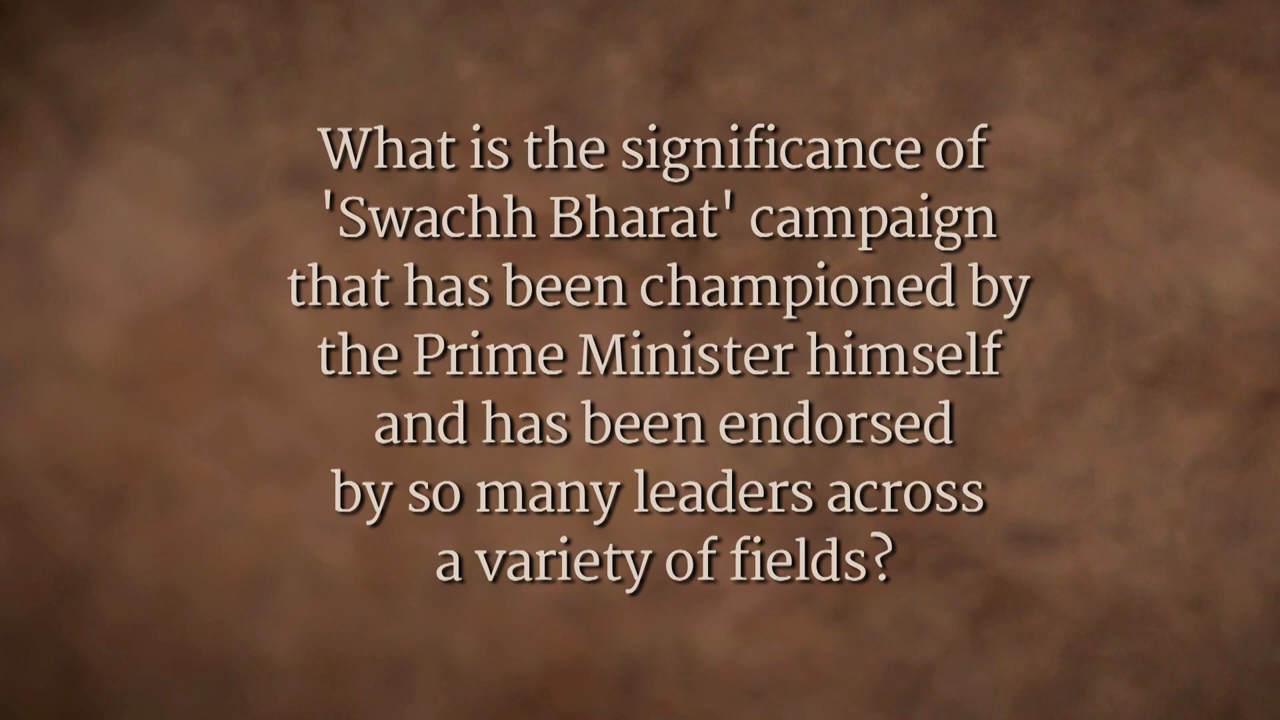 What is the significance of
'Swachh Bharat' campaign
that has been championed by
the Prime Minister himself
and has been endorsed
by so many leaders across
a variety of fields?